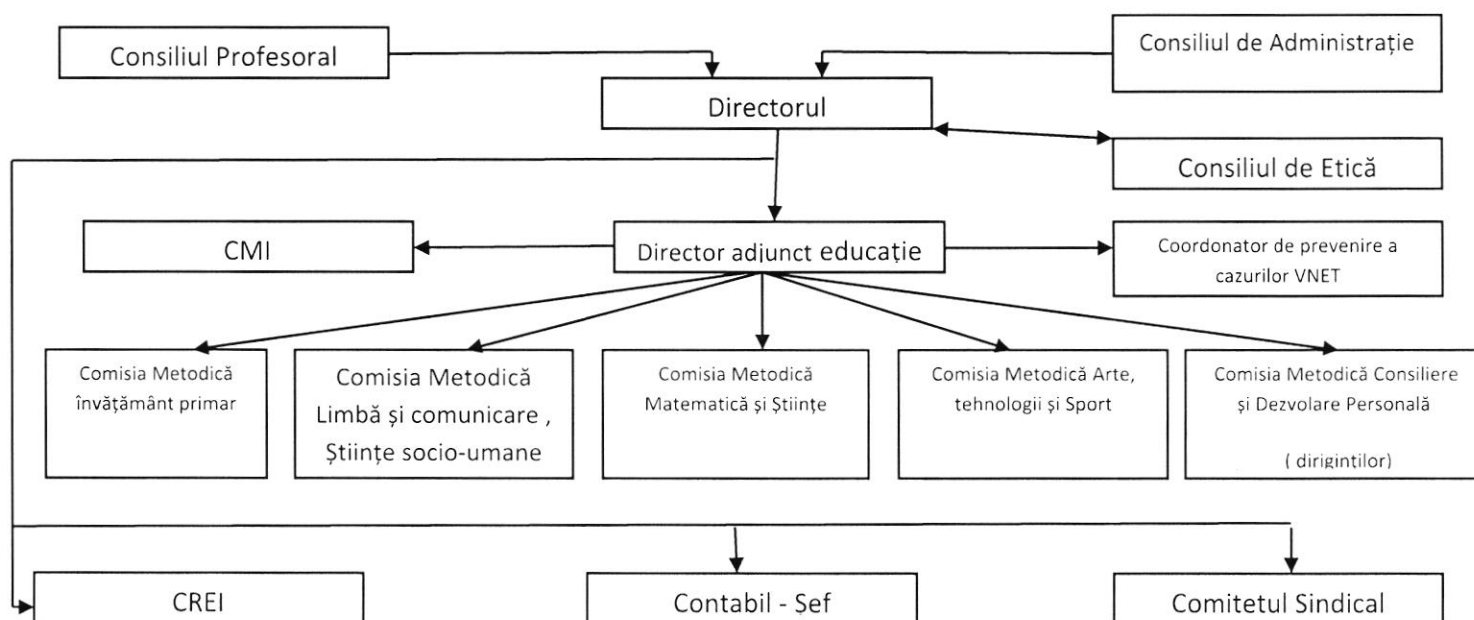 Consiliul Profesoral
Consiliul de Administrație
Directorul
Consiliul de Etică
CMI
Director adjunct educație
Coordonator de prevenire a
cazurilor VNET
Comisia Metodică
învățământ primar
Comisia Metodică
Limbă și comunicare ,
Științe socio-umane
Comisia Metodică
Matematică și Științe
Comisia Metodică Arte,
tehnologii și Sport
Comisia Metodică Consiliere
și Dezvolare Personală
( diriginților)
CREI
Contabil - Șef
Comitetul Sindical